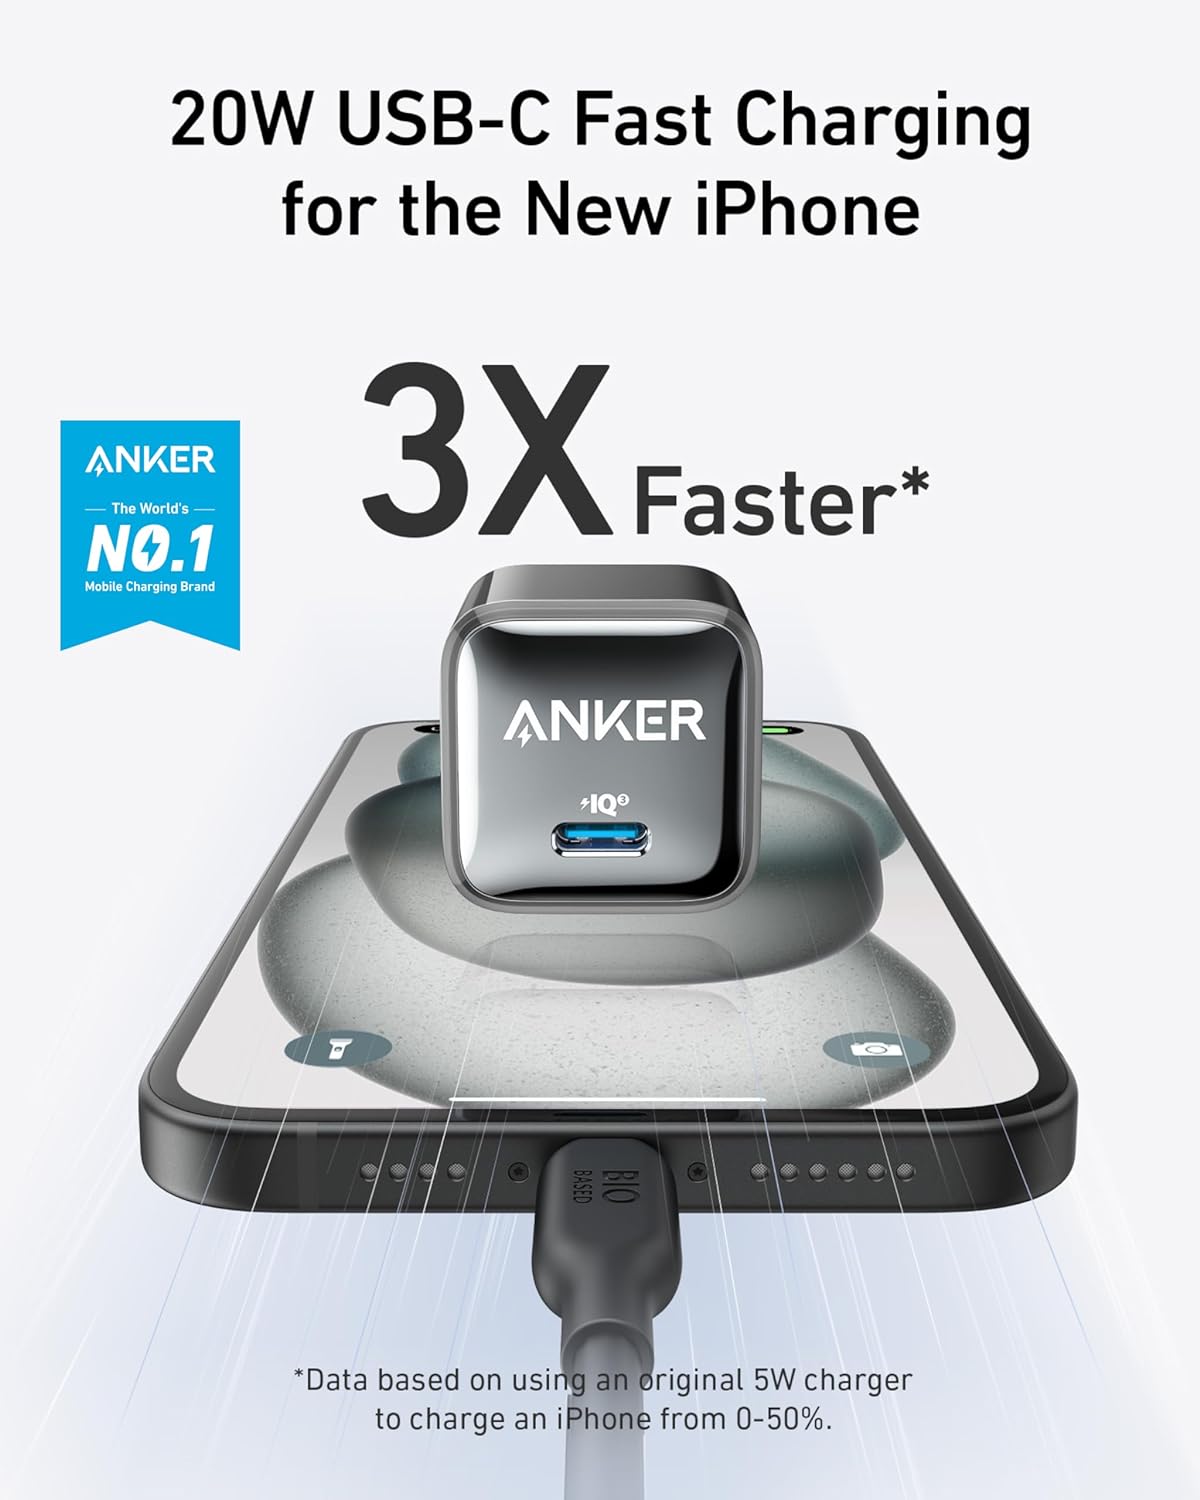 20W USB-C Fast Charging
for the New iPhone
3X Faster*
ANKER
The World's
NO.1
Mobile Charging Brand
ANKER
IQ3
BIO
BASED
*Data based on using an original 5W charger
to charge an iPhone from 0-50%.